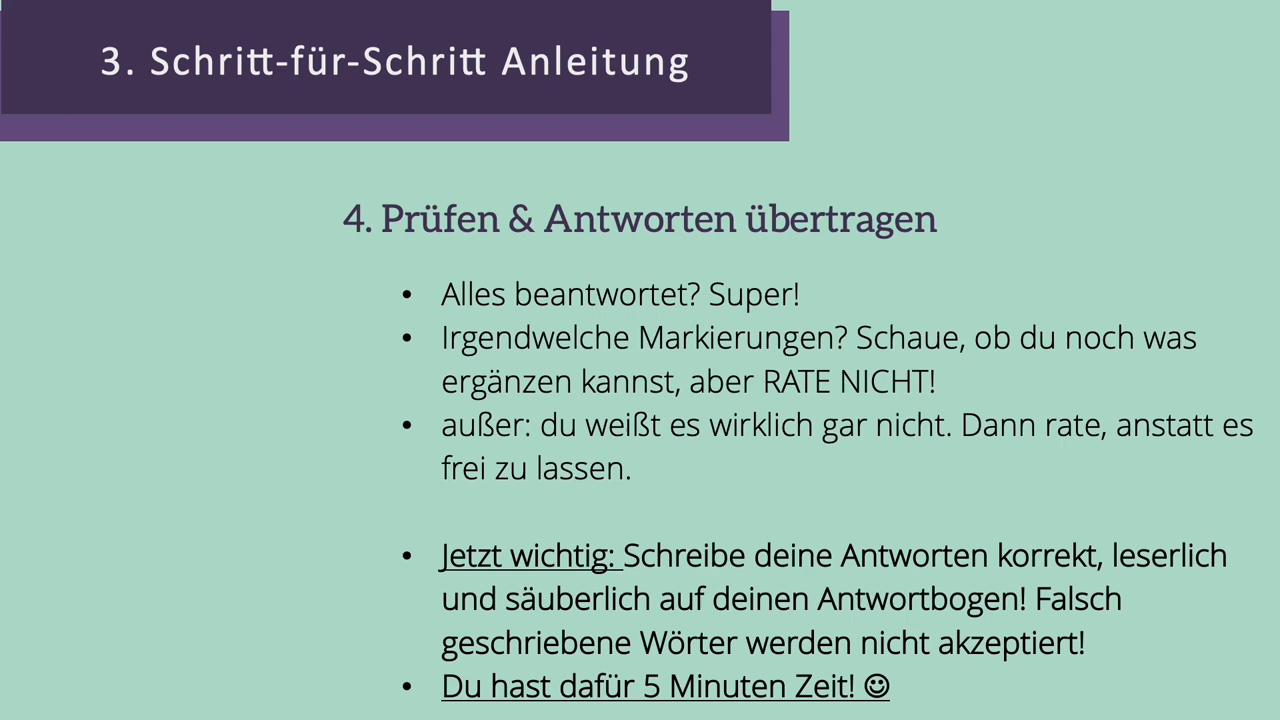 3. Schritt-für-Schritt Anleitung
4. Prüfen & Antworten übertragen
• Alles beantwortet? Super!
• Irgendwelche Markierungen? Schaue, ob du noch was
ergänzen kannst, aber RATE NICHT!
• außer: du weißt es wirklich gar nicht. Dann rate, anstatt es
frei zu lassen.
• Jetzt wichtig: Schreibe deine Antworten korrekt, leserlich
und säuberlich auf deinen Antwortbogen! Falsch
geschriebene Wörter werden nicht akzeptiert!
• Du hast dafür 5 Minuten Zeit! ☺